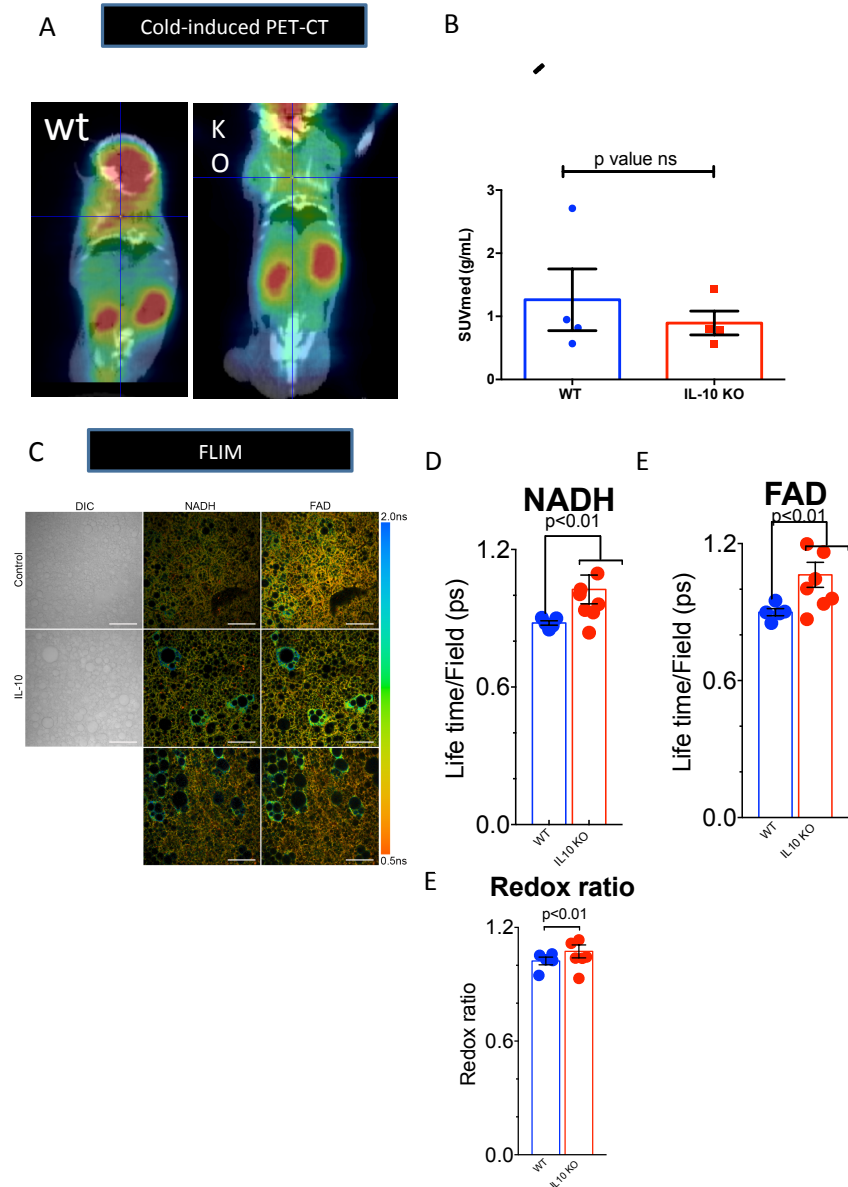 A
Cold-induced PET-CT
wt
K
O
B
p value ns
3
2
1
0
SUVmed (g/mL)
WT
IL-10 KO
C
FLIM
DIC
NADH
FAD
Control
IL-10
2.0ns
0.5ns
D
NADH
p<0.01
1.2
0.6
0.0
Life time/Field (ps)
WT
IL10 KO
E
FAD
p<0.01
1.2
0.6
0.0
Life time/Field (ps)
WT
IL10 KO
E
Redox ratio
p<0.01
1.2
0.6
0.0
Redox ratio
WT
IL10 KO